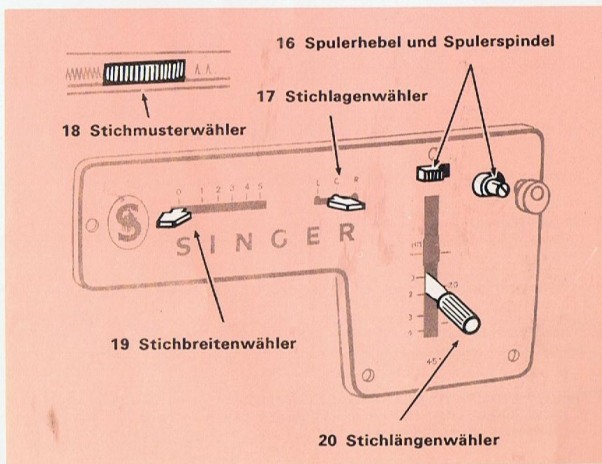 16 Spulerhebel und Spulerspindel
17 Stichlagenwähler
18 Stichmusterwähler
0 1 2 3 4 5
L C R
S
SINGER
19 Stichbreitenwähler
20 Stichlängenwähler